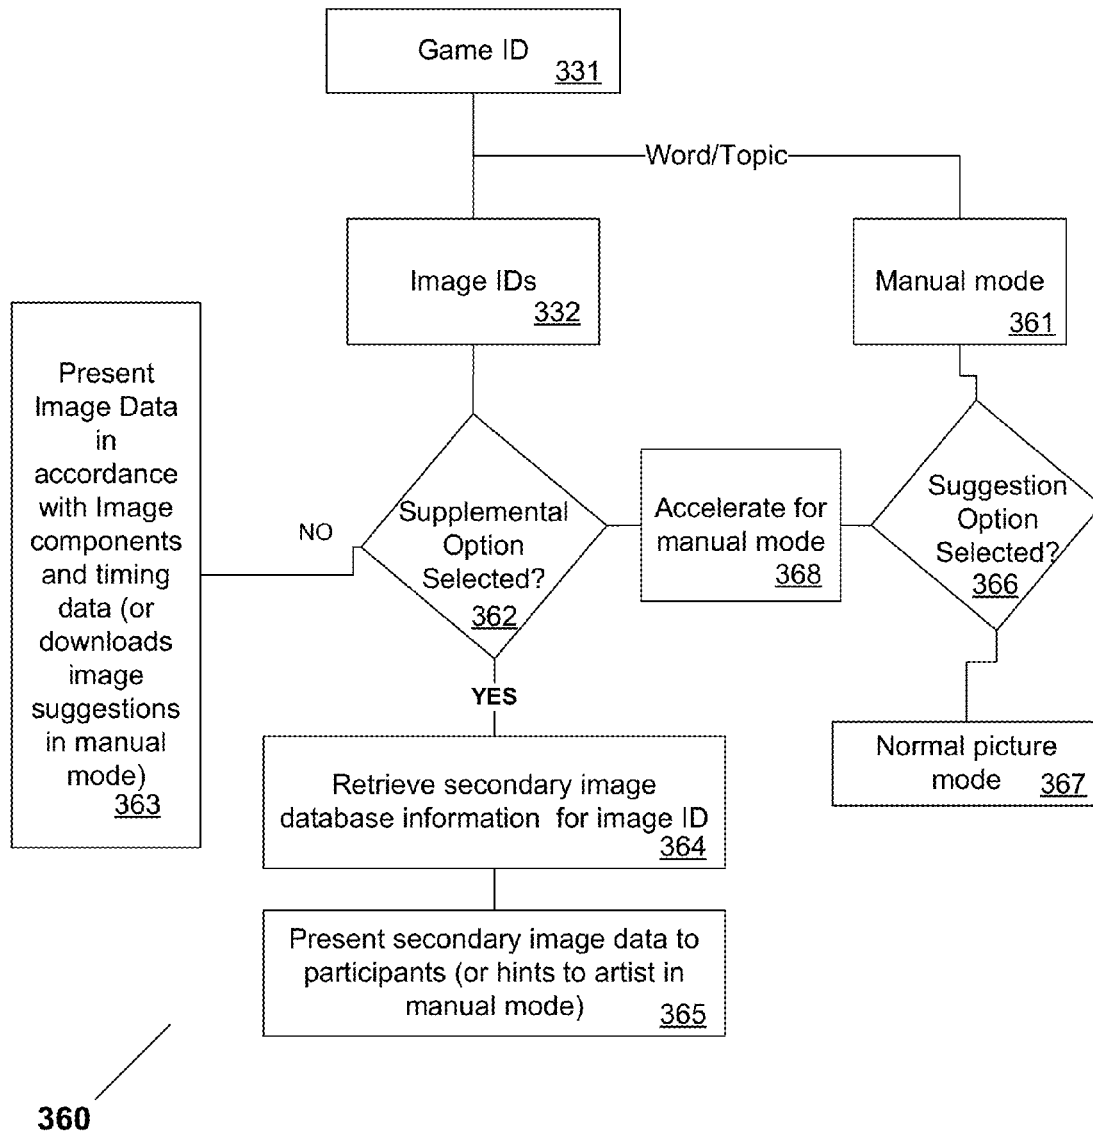 Game ID
331
Word/Topic
Image IDs
332
Manual mode
361
Present
Image Data
in
accordance
with Image
components
and timing
data (or
downloads
image
suggestions
in manual
mode)
363
NO
Supplemental
Option
Selected?
362
Accelerate for
manual mode
368
Suggestion
Option
Selected?
366
YES
Normal picture
mode
367
Retrieve secondary image
database information for image ID
364
Present secondary image data to
participants (or hints to artist in
manual mode)
365
360